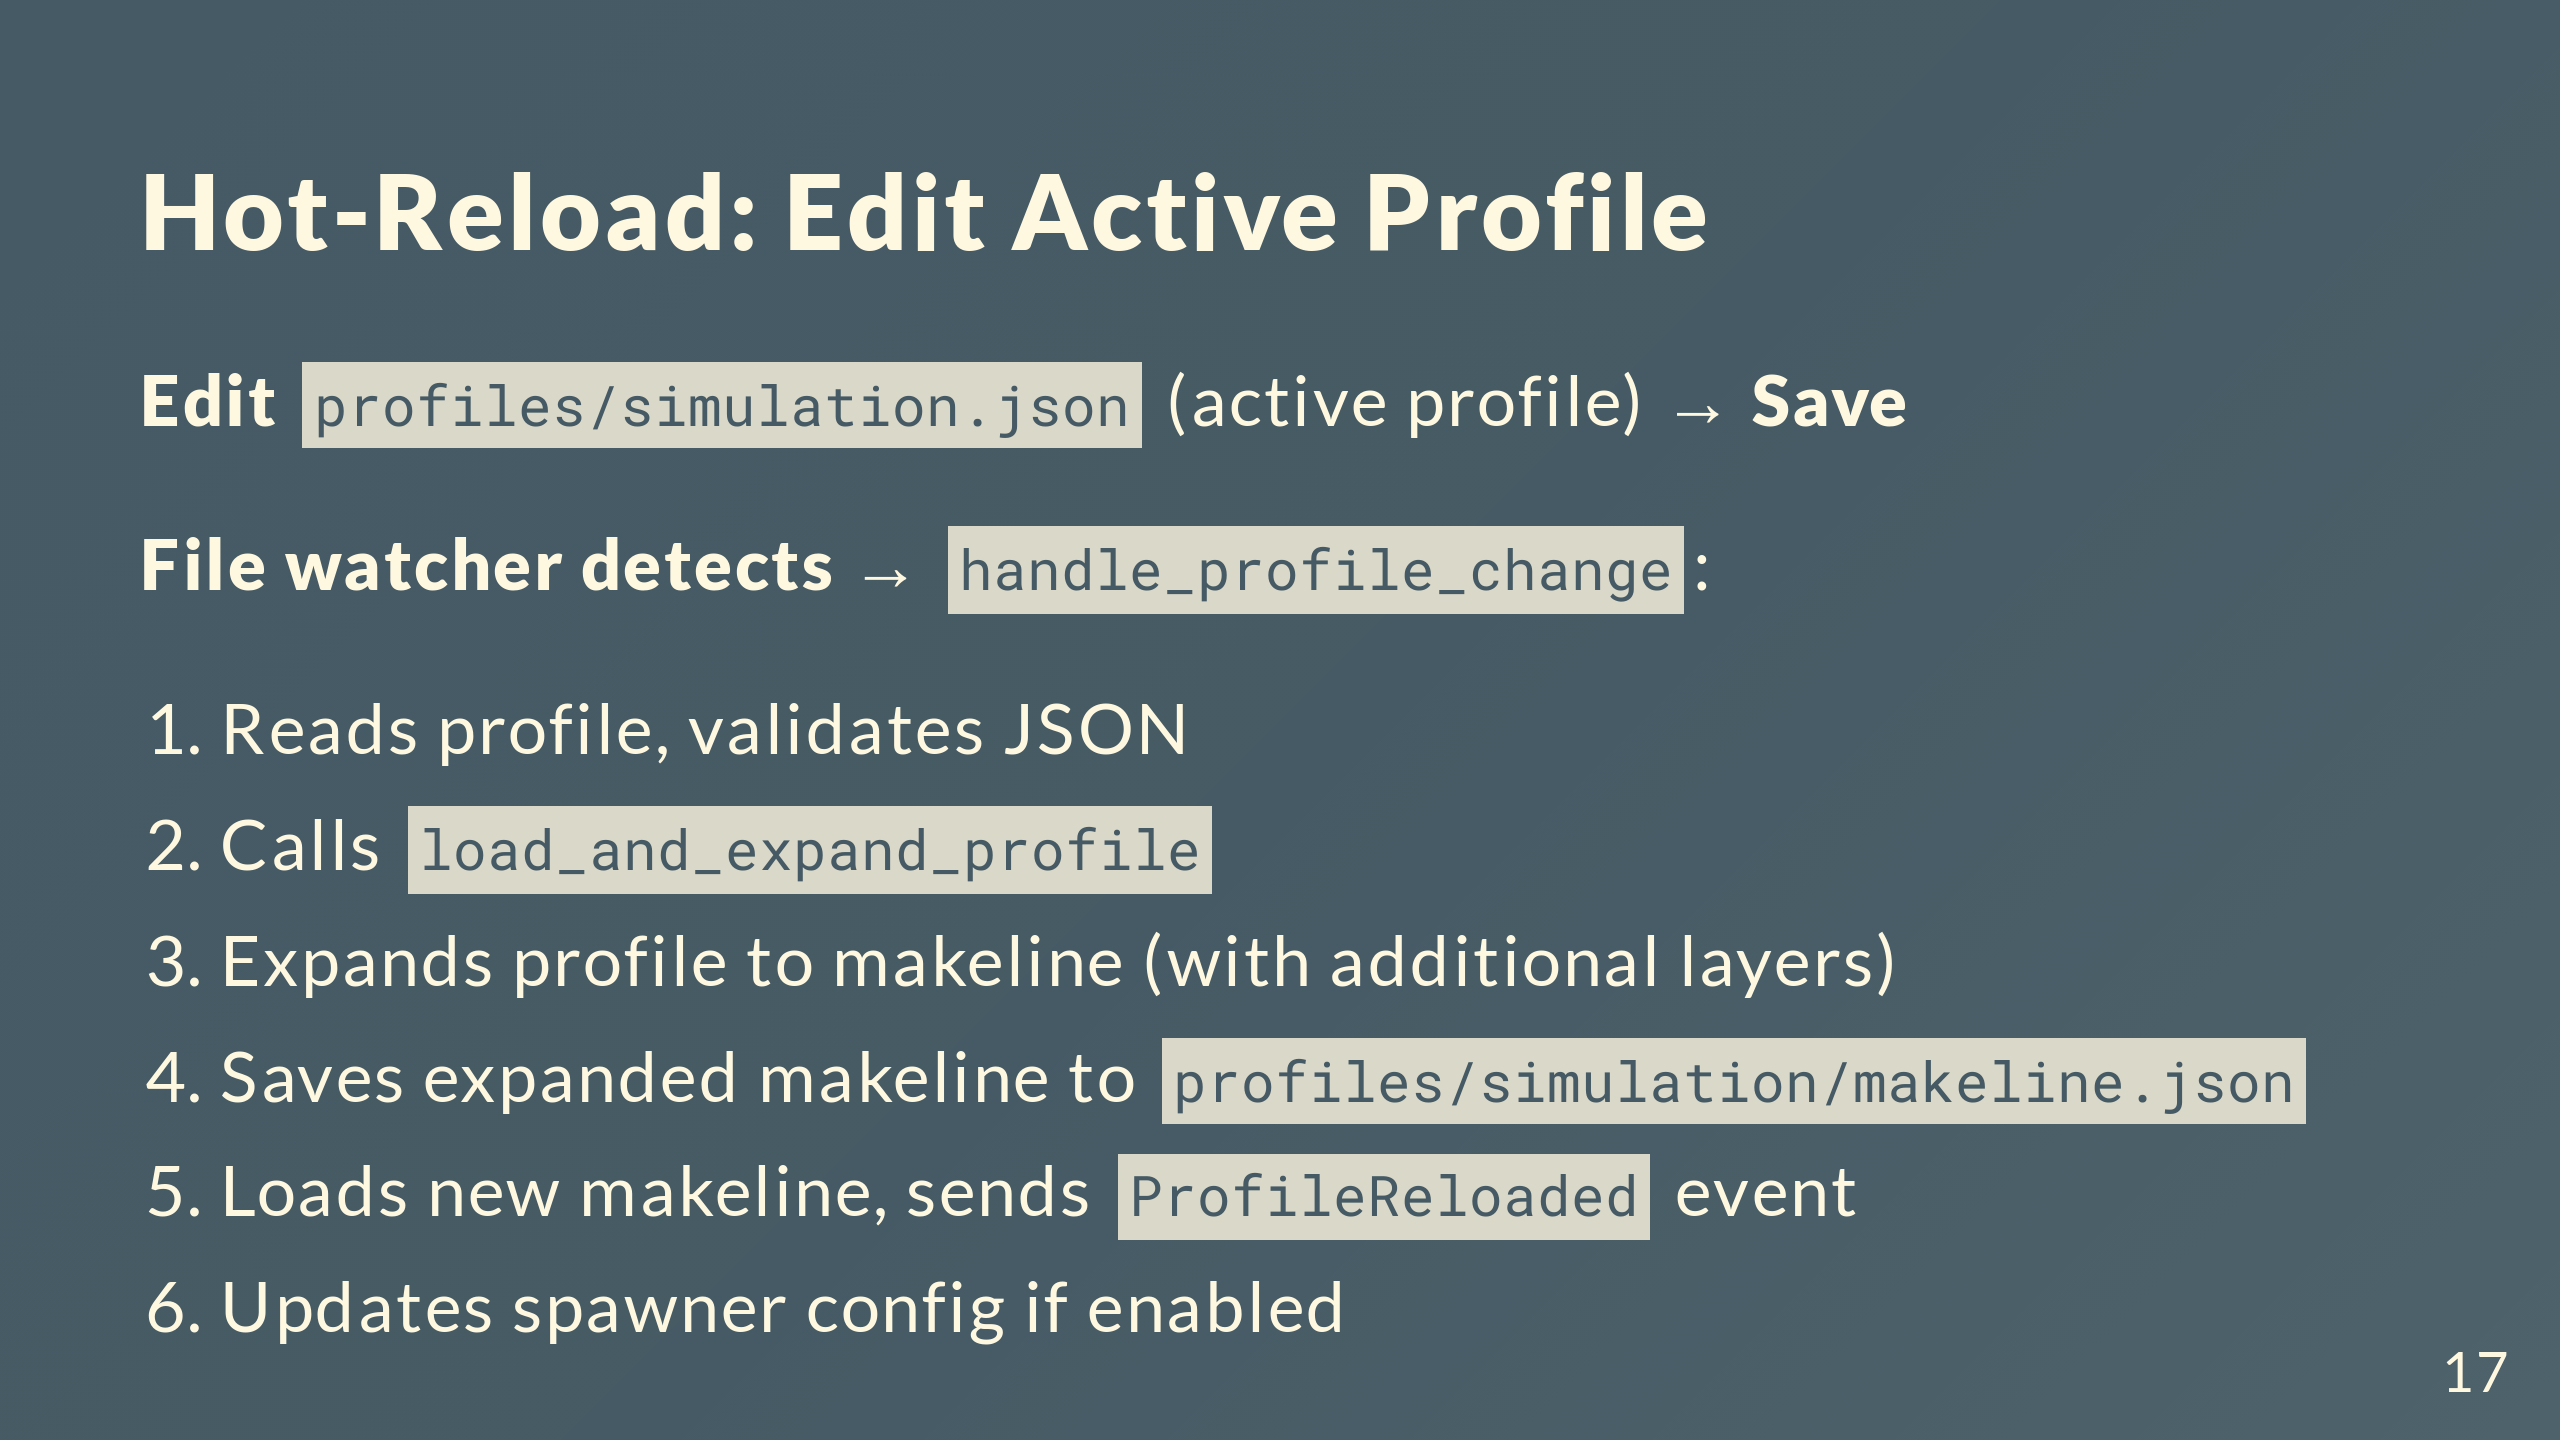 Hot-Reload: Edit Active Profile
Edit profiles/simulation.json (active profile) → Save
File watcher detects → handle_profile_change:
1. Reads profile, validates JSON
2. Calls load_and_expand_profile
3. Expands profile to makeline (with additional layers)
4. Saves expanded makeline to profiles/simulation/makeline.json
5. Loads new makeline, sends ProfileReloaded event
6. Updates spawner config if enabled
17